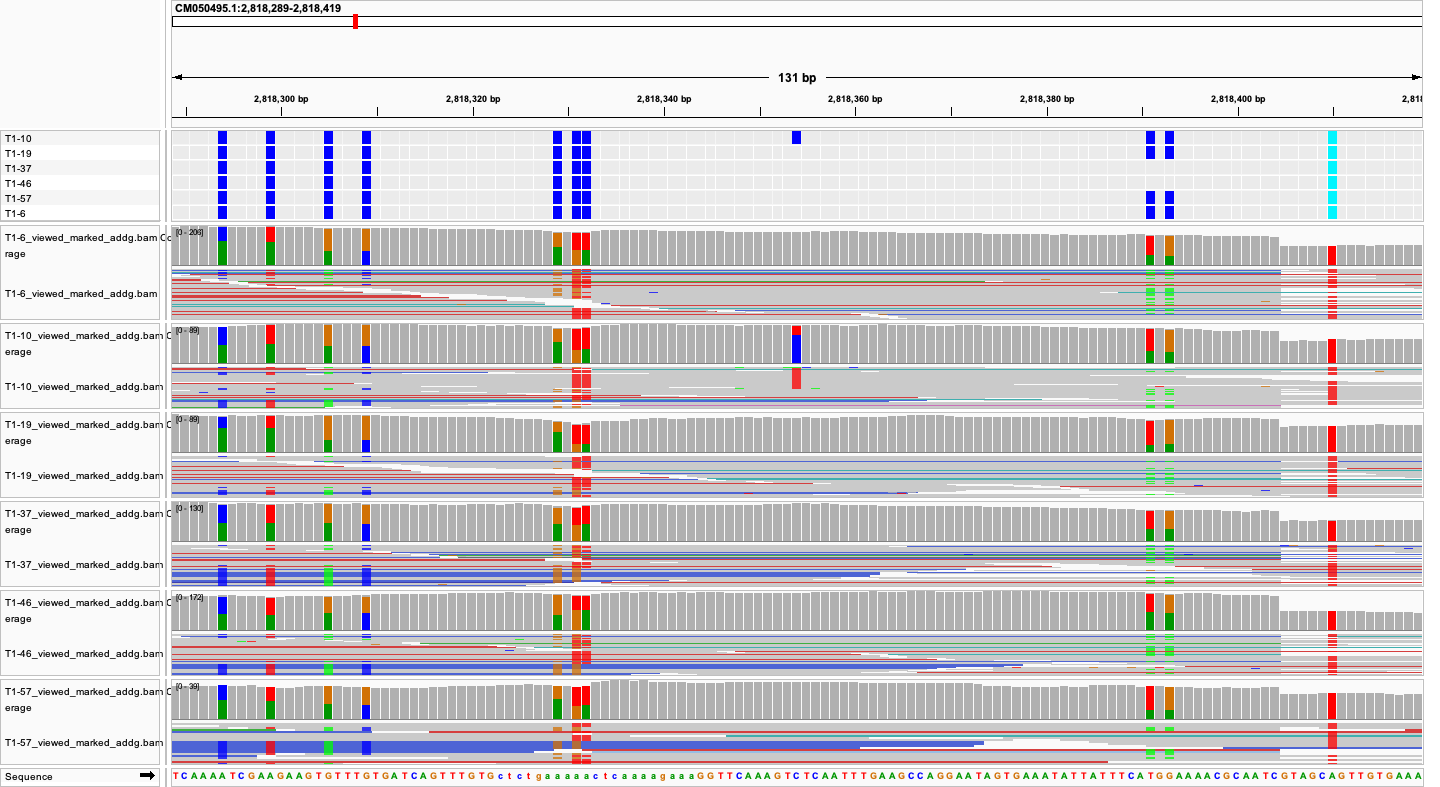 CM050495.1:2,818,289-2,818,419
131 bp
2,818,300 bp 2,818,320 bp 2,818,340 bp 2,818,360 bp 2,818,380 bp 2,818,400 bp 2,818
T1-10
T1-19
T1-37
T1-46
T1-57
T1-6
T1-6_viewed_marked_addg.bam Co [0 - 206]
rage
T1-6_viewed_marked_addg.bam
T1-10_viewed_marked_addg.bam C [0 - 89]
erage
T1-10_viewed_marked_addg.bam
T1-19_viewed_marked_addg.bam C [0 - 89]
erage
T1-19_viewed_marked_addg.bam
T1-37_viewed_marked_addg.bam C [0 - 130]
erage
T1-37_viewed_marked_addg.bam
T1-46_viewed_marked_addg.bam C [0 - 172]
erage
T1-46_viewed_marked_addg.bam
T1-57_viewed_marked_addg.bam C [0 - 39]
erage
T1-57_viewed_marked_addg.bam
Sequence TCAAAATCGAAGAAGTGTTTGTGATCAGTTTGTGctctgaaaaactcaaaagaaaGGTTCAAAGTCTCAATTTGAAGCCAGGAATAGTGAAATATTATTTCATGGAAAACGCAATCGTAGCAGTTGTGAAA